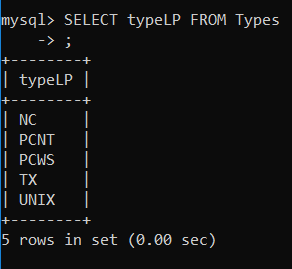 mysql> SELECT typeLP FROM Types
    -> ;
+--------+
| typeLP |
+--------+
| NC     |
| PCNT   |
| PCWS   |
| TX     |
| UNIX   |
+--------+
5 rows in set (0.00 sec)